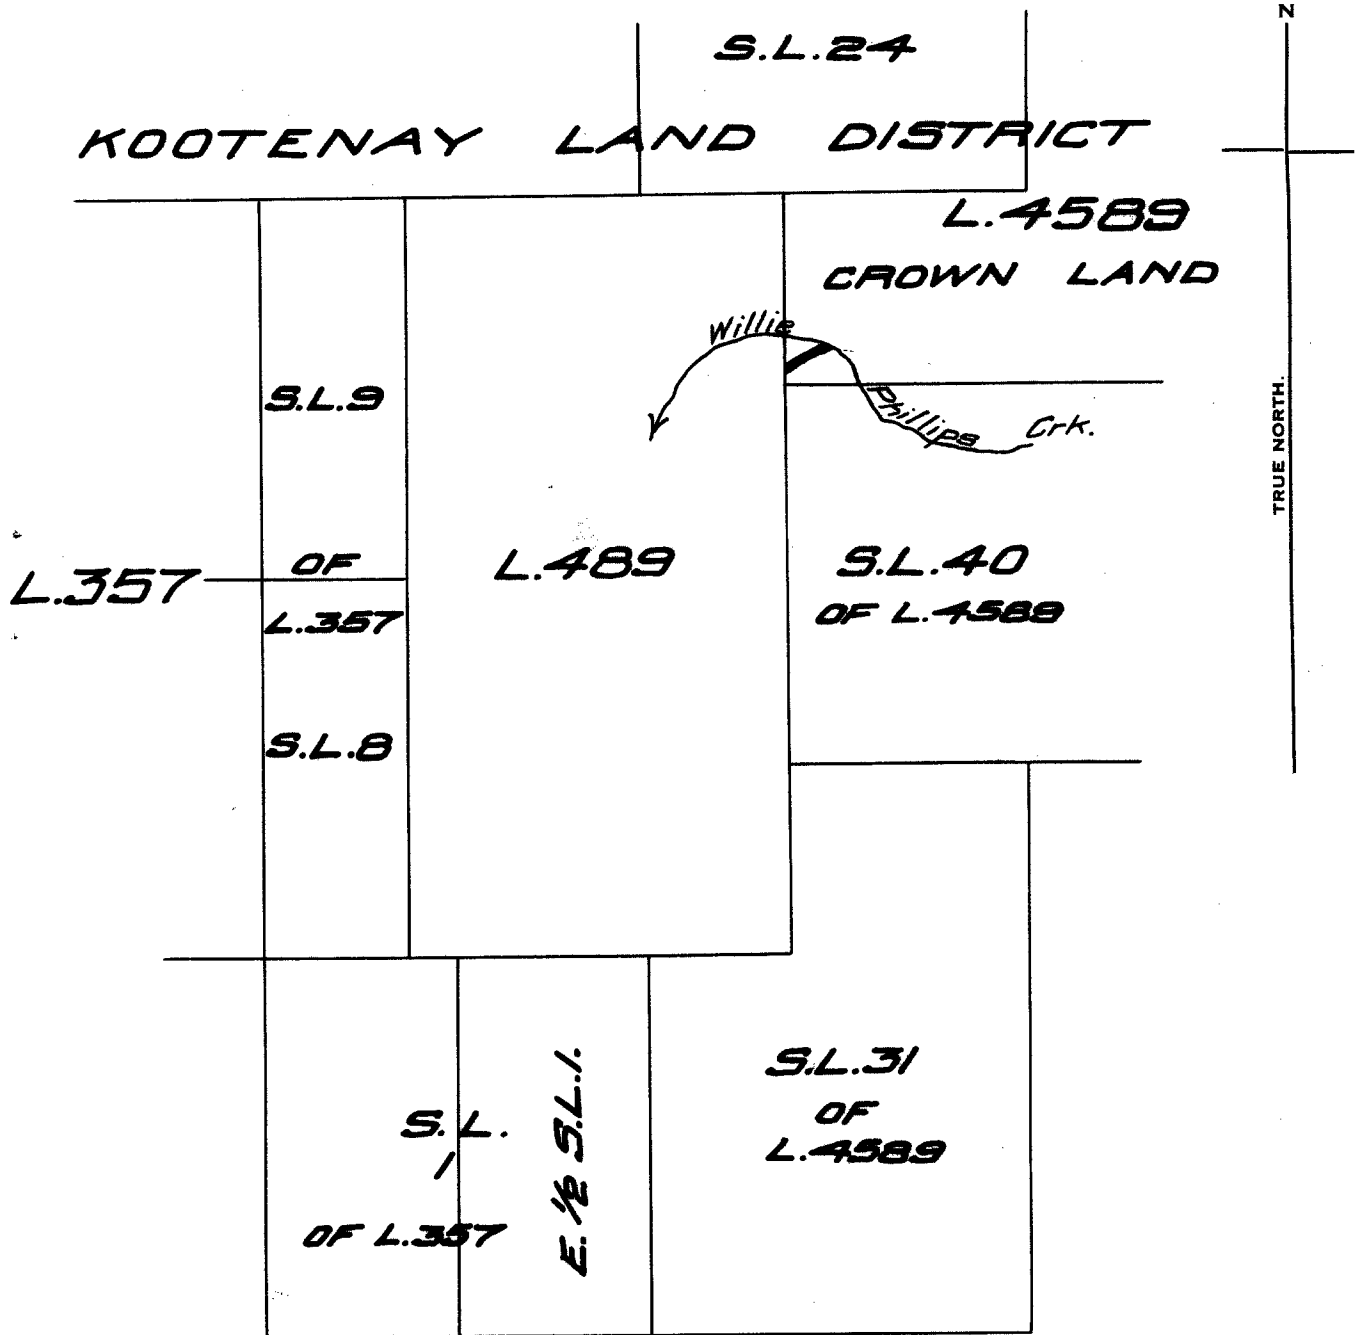 N
S.L.24
KOOTENAY LAND DISTRICT
L.4589
CROWN LAND
Willie
Phillips
Crk.
S.L.9
TRUE NORTH.
L.357
OF
L.357
L.489
S.L.40
OF L.4589
S.L.8
S.L.
1
OF L.357
E.½ S.L.1.
S.L.31
OF
L.4589